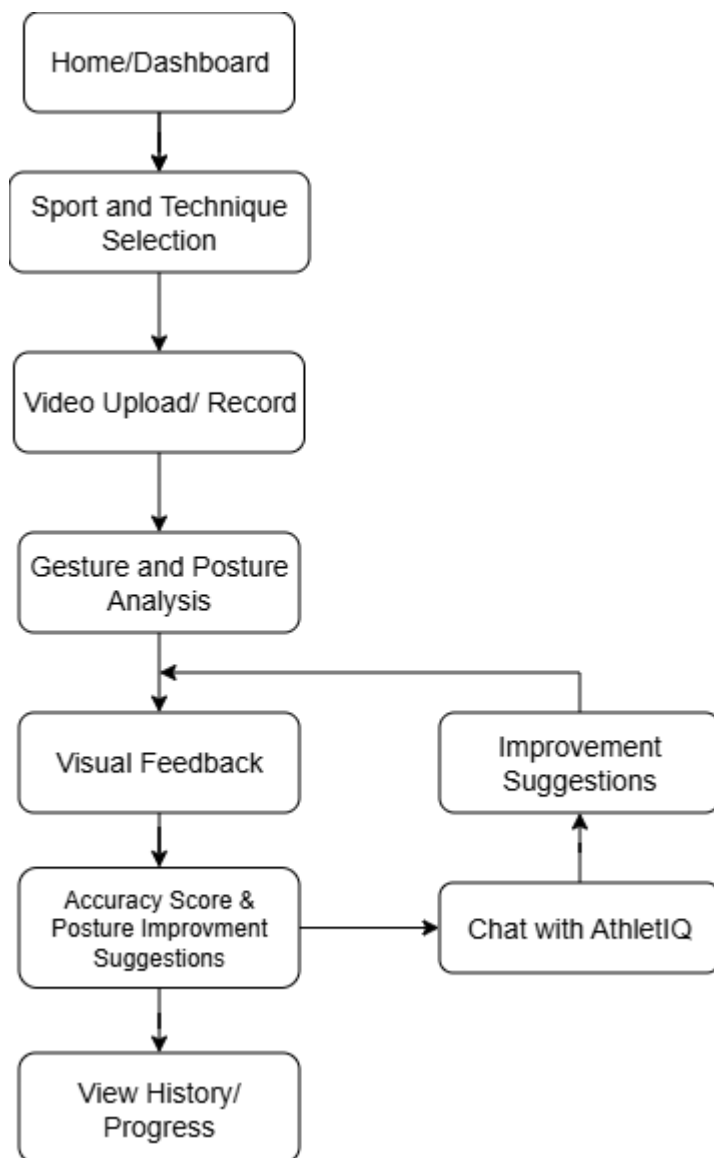 Home/Dashboard
Sport and Technique
Selection
Video Upload/ Record
Gesture and Posture
Analysis
Visual Feedback
Improvement
Suggestions
Accuracy Score &
Posture Improvment
Suggestions
Chat with AthletIQ
View History/
Progress